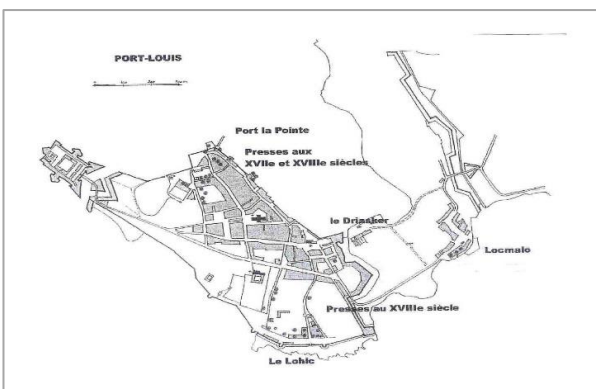 PORT-LOUIS
Port la Pointe
Presses aux
XVIIe et XVIIIe siècles
le Driasker
Locmalo
Presses au XVIIIe siècle
Le Lohic